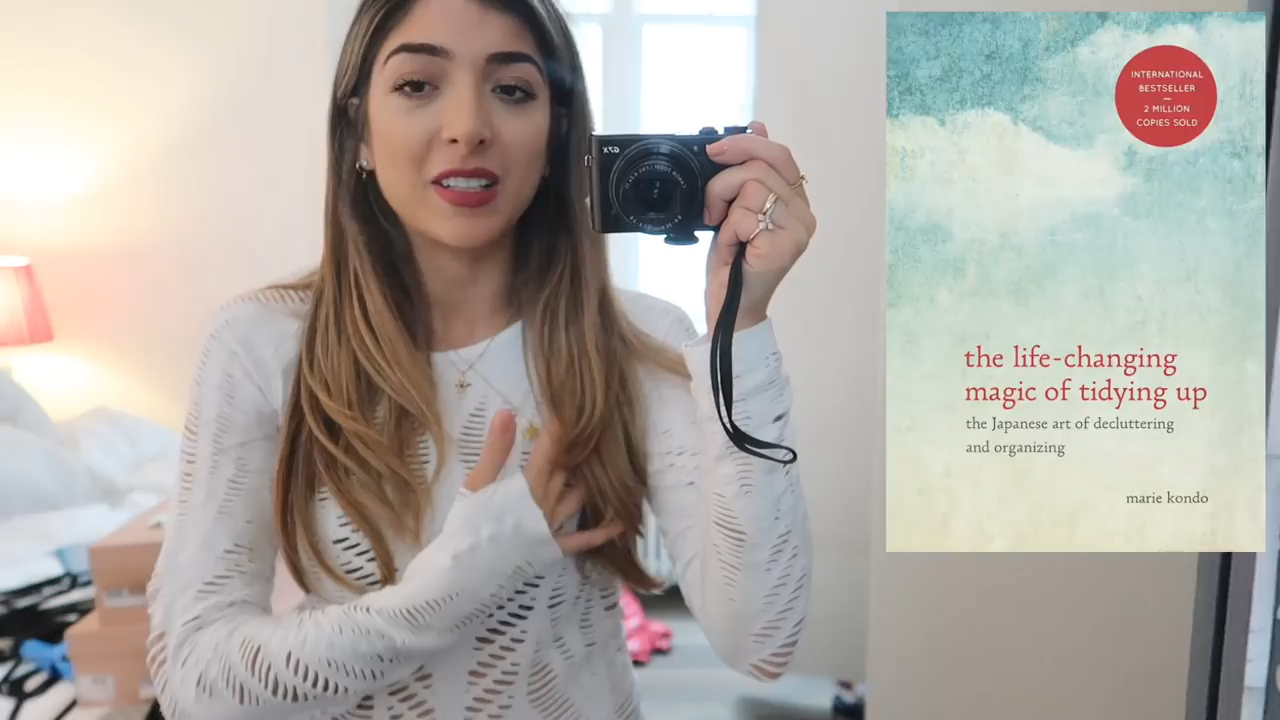 G7X
INTERNATIONAL
BESTSELLER
2 MILLION
COPIES SOLD
the life-changing
magic of tidying up
the Japanese art of decluttering
and organizing
marie kondo